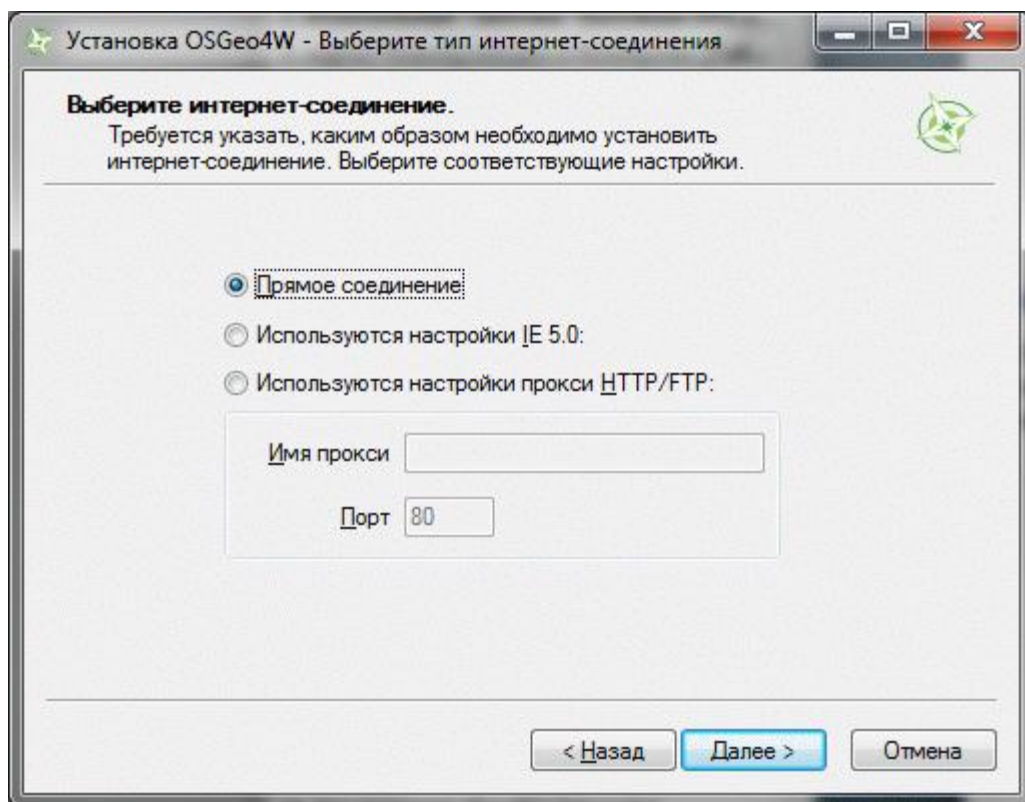 Установка OSGeo4W - Выберите тип интернет-соединения
Выберите интернет-соединение.
Требуется указать, каким образом необходимо установить
интернет-соединение. Выберите соответствующие настройки.
Прямое соединение
Используются настройки IE 5.0:
Используются настройки прокси HTTP/FTP:
Имя прокси
Порт 80
< Назад Далее > Отмена